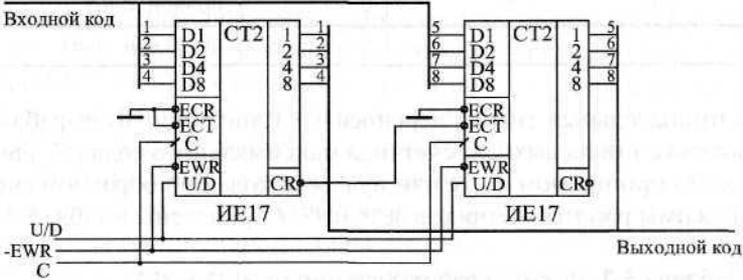 Входной код
1 D1 CT2 1 1
2 D2 2 2
3 D4 4 3
4 D8 8 4
ECR
ECT
C
EWR
U/D CR
ИЕ17
5 D1 CT2 1 5
6 D2 2 6
7 D4 4 7
8 D8 8 8
ECR
ECT
C
EWR
U/D CR
ИЕ17
U/D
-EWR
C
Выходной код